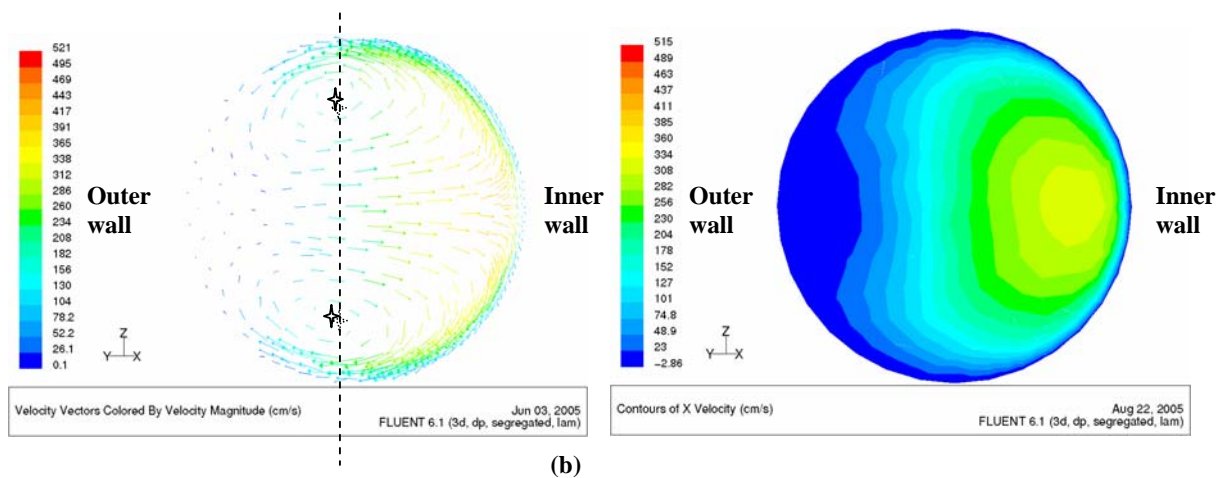 521
495
469
443
417
391
365
338
312
286
260
234
208
182
156
130
104
78.2
52.2
26.1
0.1
Outer
wall
Inner
wall
Z
Y X
Velocity Vectors Colored By Velocity Magnitude (cm/s)
Jun 03, 2005
FLUENT 6.1 (3d, dp, segregated, lam)
515
489
463
437
411
385
360
334
308
282
256
230
204
178
152
127
101
74.8
48.9
23
-2.86
Outer
wall
Inner
wall
Z
Y X
Contours of X Velocity (cm/s)
Aug 22, 2005
FLUENT 6.1 (3d, dp, segregated, lam)
(b)